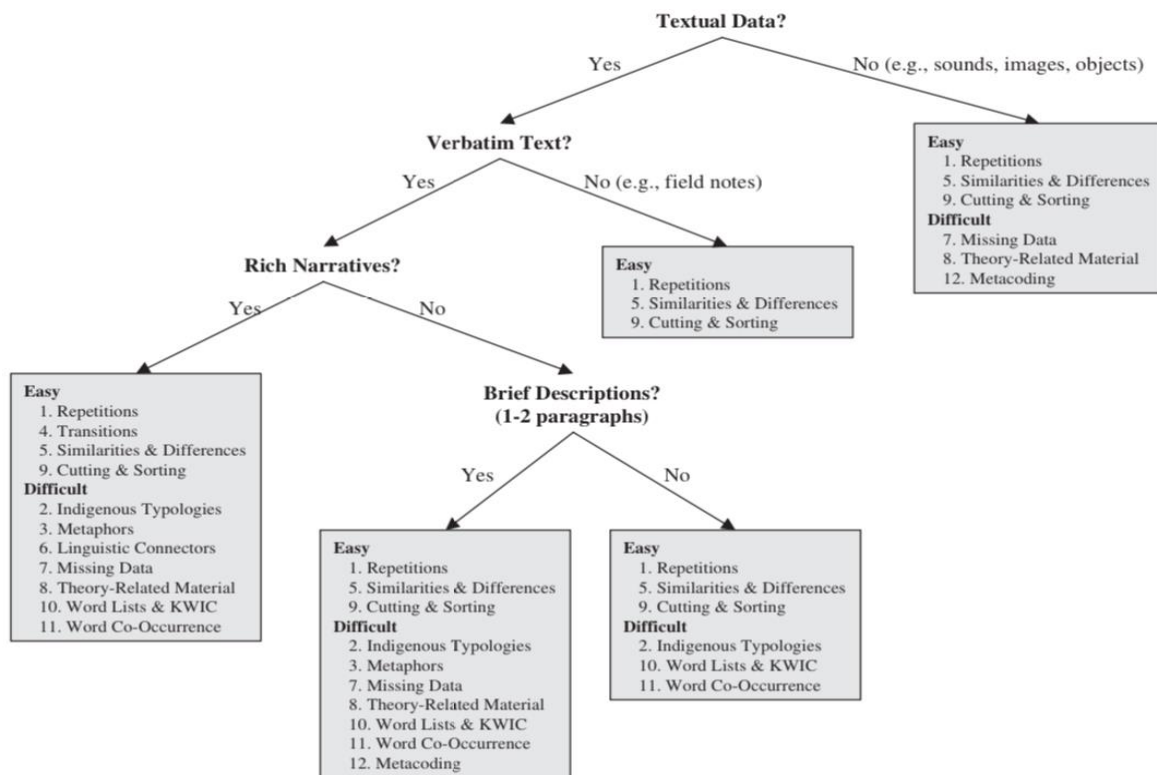 Textual Data?
Yes
No (e.g., sounds, images, objects)
Verbatim Text?
Easy
1. Repetitions
5. Similarities & Differences
9. Cutting & Sorting
Difficult
7. Missing Data
8. Theory-Related Material
12. Metacoding
Yes
No (e.g., field notes)
Rich Narratives?
Easy
1. Repetitions
5. Similarities & Differences
9. Cutting & Sorting
Yes
No
Easy
1. Repetitions
4. Transitions
5. Similarities & Differences
9. Cutting & Sorting
Difficult
2. Indigenous Typologies
3. Metaphors
6. Linguistic Connectors
7. Missing Data
8. Theory-Related Material
10. Word Lists & KWIC
11. Word Co-Occurrence
Brief Descriptions?
(1-2 paragraphs)
Yes
No
Easy
1. Repetitions
5. Similarities & Differences
9. Cutting & Sorting
Difficult
2. Indigenous Typologies
3. Metaphors
7. Missing Data
8. Theory-Related Material
10. Word Lists & KWIC
11. Word Co-Occurrence
12. Metacoding
Easy
1. Repetitions
5. Similarities & Differences
9. Cutting & Sorting
Difficult
2. Indigenous Typologies
10. Word Lists & KWIC
11. Word Co-Occurrence